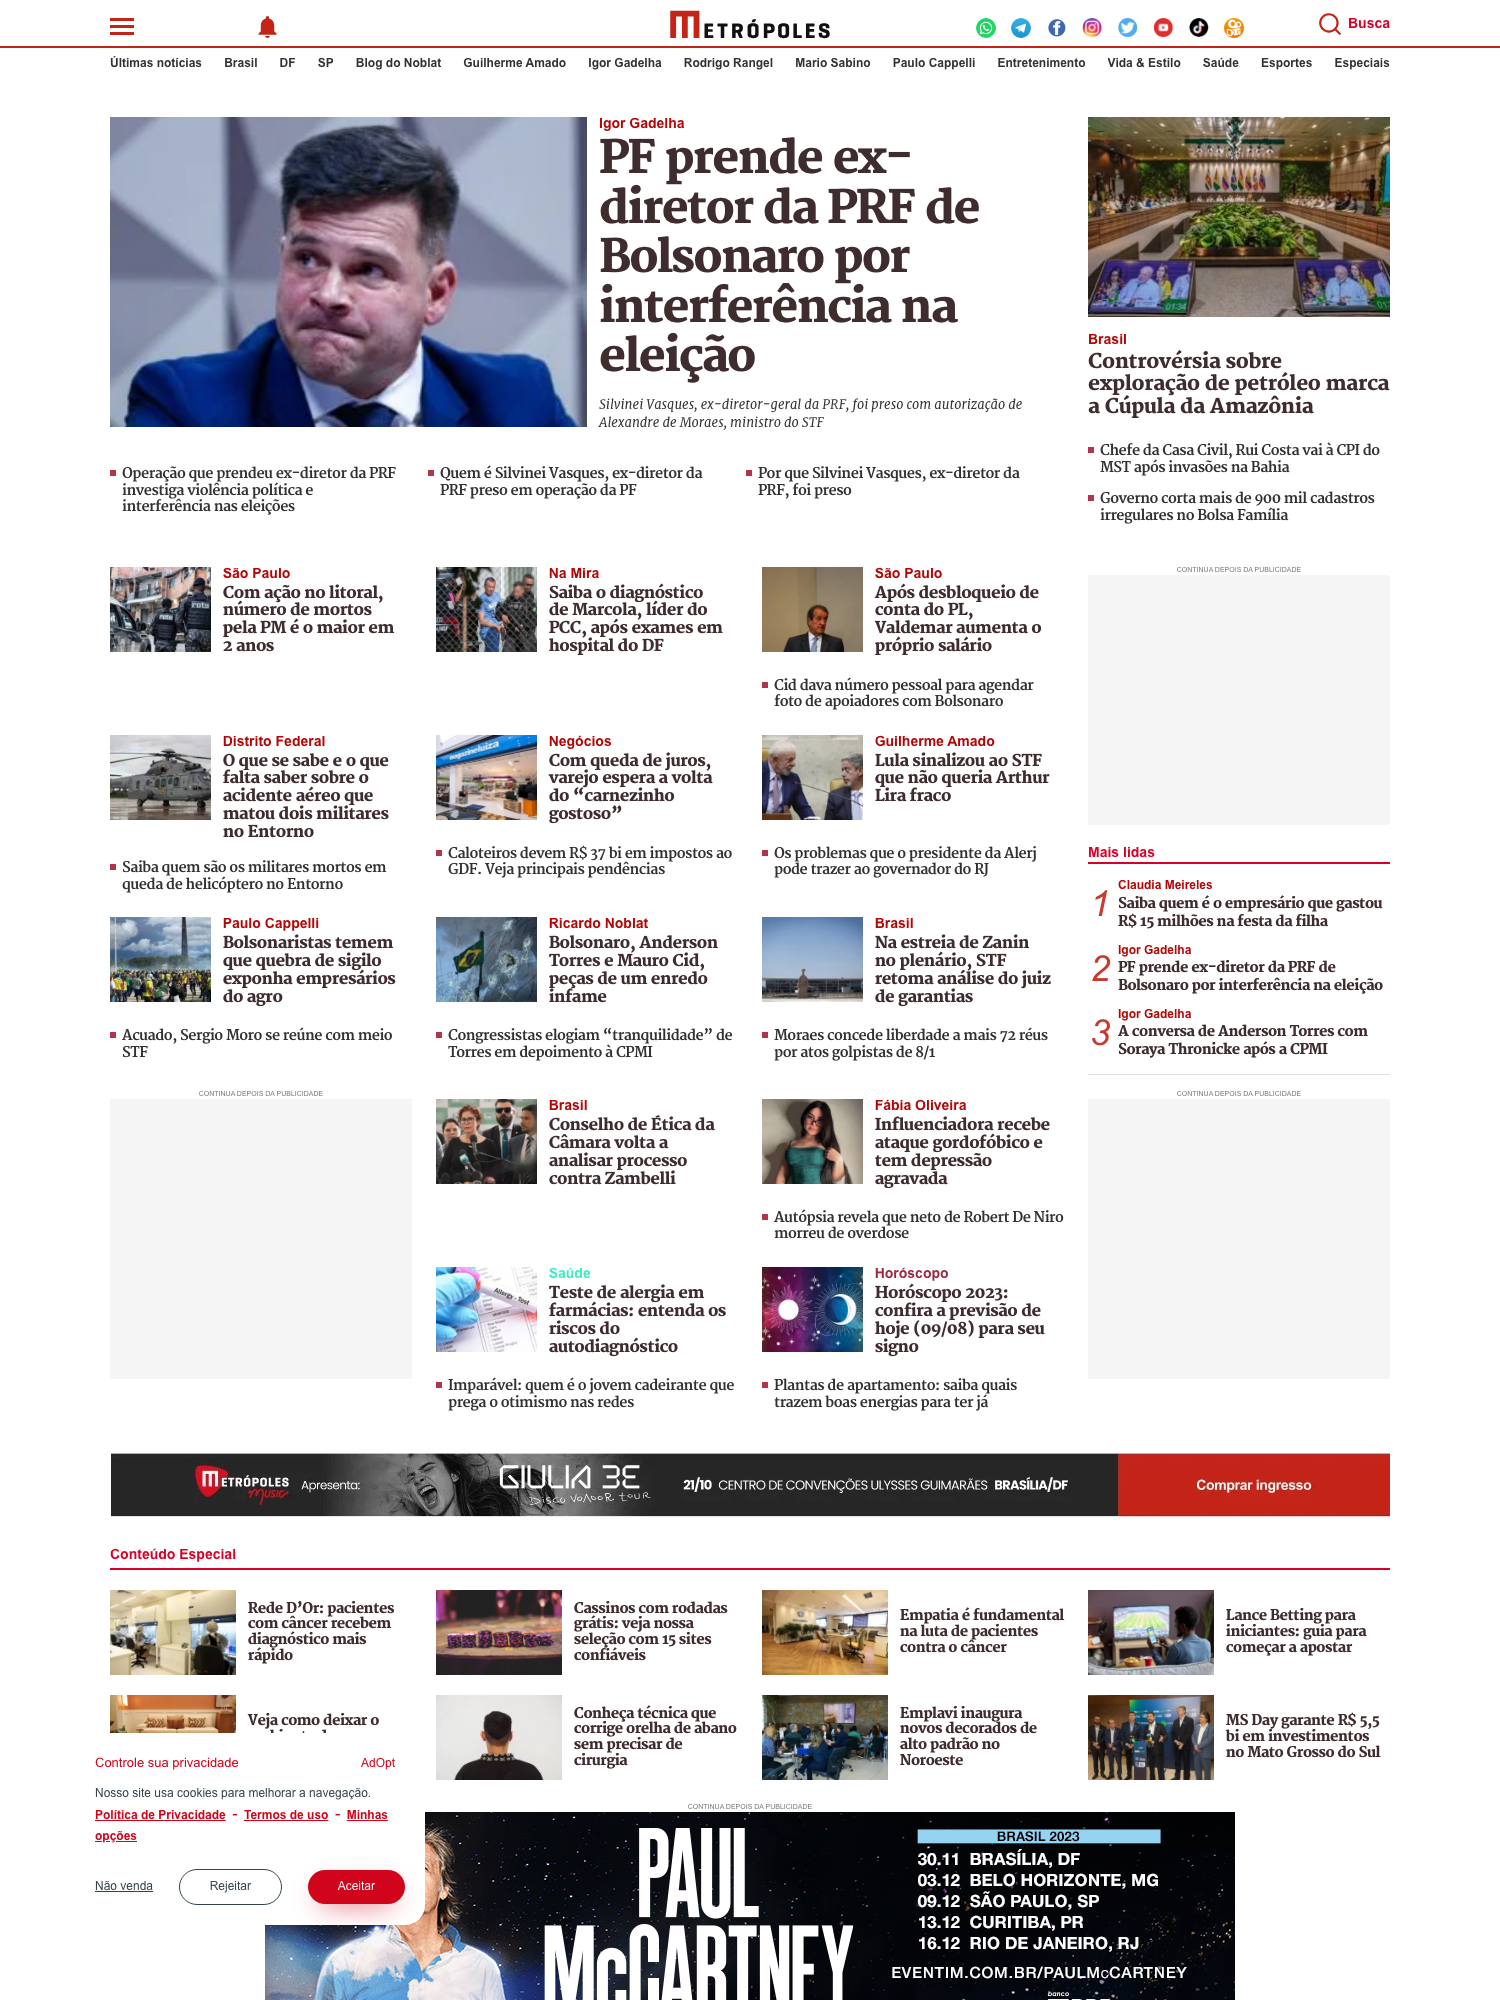 METRÓPOLES
Busca
Últimas notícias Brasil DF SP Blog do Noblat Guilherme Amado Igor Gadelha Rodrigo Rangel Mario Sabino Paulo Cappelli Entretenimento Vida & Estilo Saúde Esportes Especiais
Igor Gadelha
PF prende ex-
diretor da PRF de
Bolsonaro por
interferência na
eleição
Silvinei Vasques, ex-diretor-geral da PRF, foi preso com autorização de
Alexandre de Moraes, ministro do STF
Operação que prendeu ex-diretor da PRF
investiga violência política e
interferência nas eleições
Quem é Silvinei Vasques, ex-diretor da
PRF preso em operação da PF
Por que Silvinei Vasques, ex-diretor da
PRF, foi preso
Brasil
Controvérsia sobre
exploração de petróleo marca
a Cúpula da Amazônia
Chefe da Casa Civil, Rui Costa vai à CPI do
MST após invasões na Bahia
Governo corta mais de 900 mil cadastros
irregulares no Bolsa Família
São Paulo
Com ação no litoral,
número de mortos
pela PM é o maior em
2 anos
Na Mira
Saiba o diagnóstico
de Marcola, líder do
PCC, após exames em
hospital do DF
São Paulo
Após desbloqueio de
conta do PL,
Valdemar aumenta o
próprio salário
Cid dava número pessoal para agendar
foto de apoiadores com Bolsonaro
CONTINUA DEPOIS DA PUBLICIDADE
Distrito Federal
O que se sabe e o que
falta saber sobre o
acidente aéreo que
matou dois militares
no Entorno
Saiba quem são os militares mortos em
queda de helicóptero no Entorno
magazineluiza
Negócios
Com queda de juros,
varejo espera a volta
do “carnezinho
gostoso”
Caloteiros devem R$ 37 bi em impostos ao
GDF. Veja principais pendências
Guilherme Amado
Lula sinalizou ao STF
que não queria Arthur
Lira fraco
Os problemas que o presidente da Alerj
pode trazer ao governador do RJ
Mais lidas
1
Claudia Meireles
Saiba quem é o empresário que gastou
R$ 15 milhões na festa da filha
2
Igor Gadelha
PF prende ex-diretor da PRF de
Bolsonaro por interferência na eleição
3
Igor Gadelha
A conversa de Anderson Torres com
Soraya Thronicke após a CPMI
Paulo Cappelli
Bolsonaristas temem
que quebra de sigilo
exponha empresários
do agro
Acuado, Sergio Moro se reúne com meio
STF
Ricardo Noblat
Bolsonaro, Anderson
Torres e Mauro Cid,
peças de um enredo
infame
Congressistas elogiam “tranquilidade” de
Torres em depoimento à CPMI
Brasil
Na estreia de Zanin
no plenário, STF
retoma análise do juiz
de garantias
Moraes concede liberdade a mais 72 réus
por atos golpistas de 8/1
CONTINUA DEPOIS DA PUBLICIDADE
Brasil
Conselho de Ética da
Câmara volta a
analisar processo
contra Zambelli
Fábia Oliveira
Influenciadora recebe
ataque gordofóbico e
tem depressão
agravada
Autópsia revela que neto de Robert De Niro
morreu de overdose
CONTINUA DEPOIS DA PUBLICIDADE
Allergy - Test
Saúde
Teste de alergia em
farmácias: entenda os
riscos do
autodiagnóstico
Imparável: quem é o jovem cadeirante que
prega o otimismo nas redes
Horóscopo
Horóscopo 2023:
confira a previsão de
hoje (09/08) para seu
signo
Plantas de apartamento: saiba quais
trazem boas energias para ter já
METRÓPOLES music Apresenta: GIULIA BE DISCO VOADOR TOUR 21/10 CENTRO DE CONVENÇÕES ULYSSES GUIMARÃES BRASÍLIA/DF Comprar ingresso
Conteúdo Especial
Rede D’Or: pacientes
com câncer recebem
diagnóstico mais
rápido
Cassinos com rodadas
grátis: veja nossa
seleção com 15 sites
confiáveis
Empatia é fundamental
na luta de pacientes
contra o câncer
Lance Betting para
iniciantes: guia para
começar a apostar
Veja como deixar o
Conheça técnica que
corrige orelha de abano
sem precisar de
cirurgia
Emplavi inaugura
novos decorados de
alto padrão no
Noroeste
MS Day garante R$ 5,5
bi em investimentos
no Mato Grosso do Sul
Controle sua privacidade AdOpt
Nosso site usa cookies para melhorar a navegação.
Política de Privacidade - Termos de uso - Minhas
opções
Não venda Rejeitar Aceitar
CONTINUA DEPOIS DA PUBLICIDADE
PAUL
McCARTNEY
BRASIL 2023
30.11 BRASÍLIA, DF
03.12 BELO HORIZONTE, MG
09.12 SÃO PAULO, SP
13.12 CURITIBA, PR
16.12 RIO DE JANEIRO, RJ
EVENTIM.COM.BR/PAULMcCARTNEY
banco